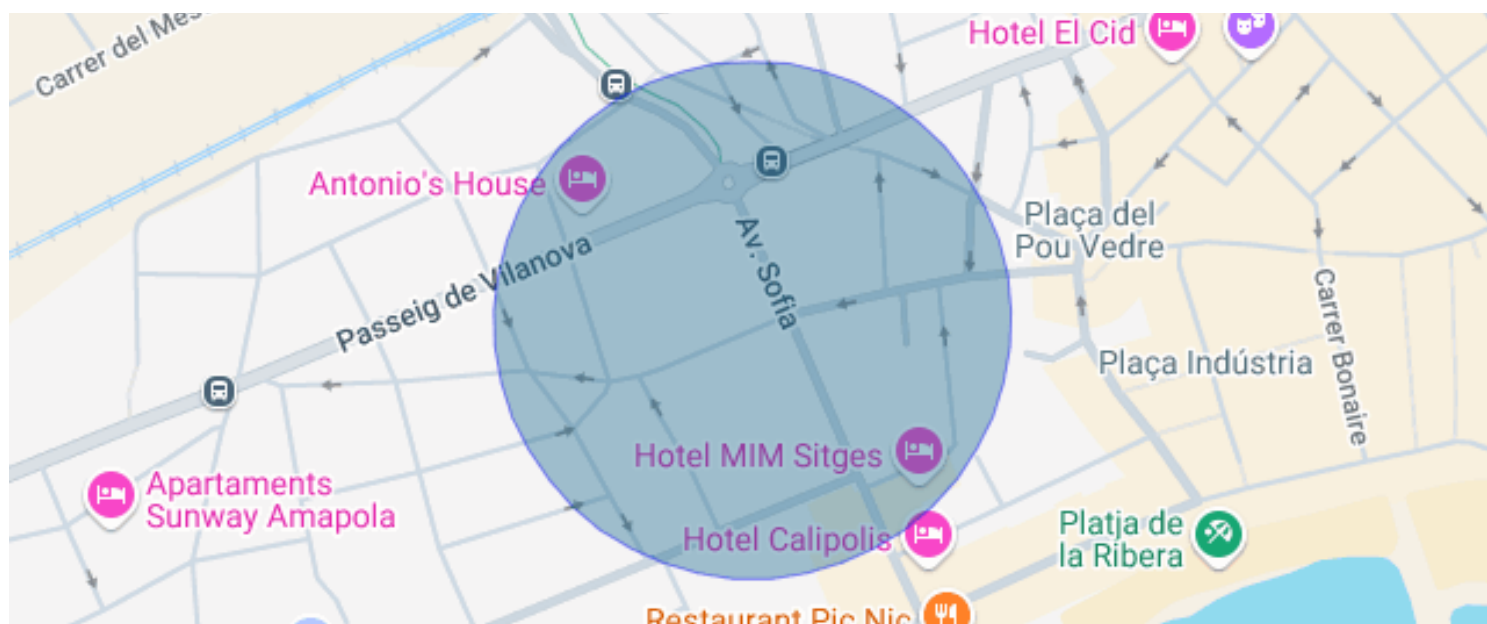 Carrer del Mes
Hotel El Cid
Antonio's House
Plaça del
Pou Vedre
Av. Sofia
Passeig de Vilanova
Carrer Bonaire
Plaça Indústria
Hotel MIM Sitges
Apartaments
Sunway Amapola
Hotel Calipolis
Platja de
la Ribera
Restaurant Pic Nic